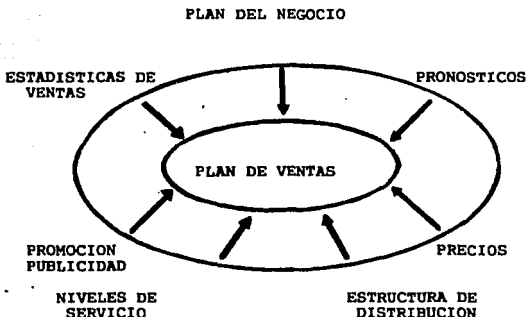 PLAN DEL NEGOCIO
ESTADISTICAS DE
VENTAS
PRONOSTICOS
PLAN DE VENTAS
PROMOCION
PUBLICIDAD
PRECIOS
NIVELES DE
SERVICIO
ESTRUCTURA DE
DISTRIBUCION